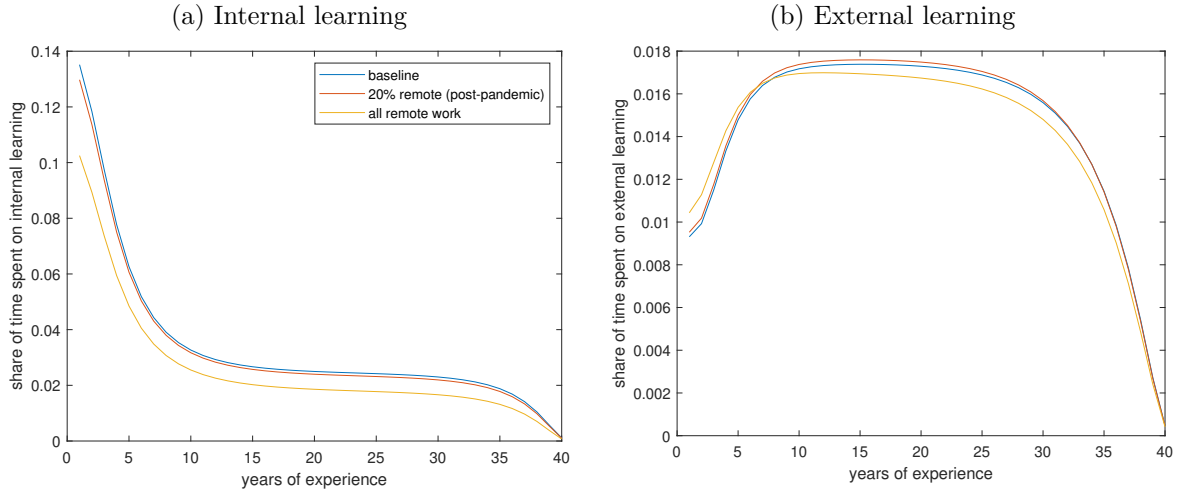 (a) Internal learning
share of time spent on internal learning
0.14
0.12
0.1
0.08
0.06
0.04
0.02
0
baseline
20% remote (post-pandemic)
all remote work
0 5 10 15 20 25 30 35 40
years of experience
(b) External learning
share of time spent on external learning
0.018
0.016
0.014
0.012
0.01
0.008
0.006
0.004
0.002
0
0 5 10 15 20 25 30 35 40
years of experience